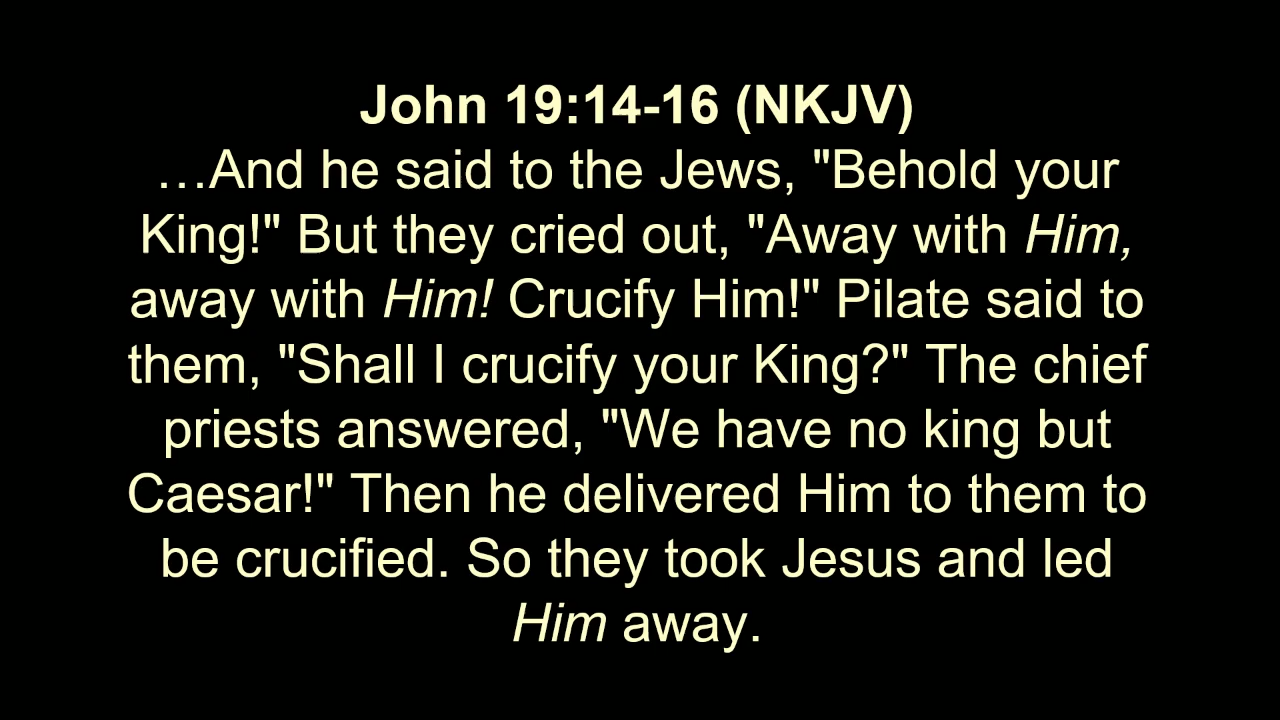 John 19:14-16 (NKJV)
…And he said to the Jews, "Behold your
King!" But they cried out, "Away with Him,
away with Him! Crucify Him!" Pilate said to
them, "Shall I crucify your King?" The chief
priests answered, "We have no king but
Caesar!" Then he delivered Him to them to
be crucified. So they took Jesus and led
Him away.